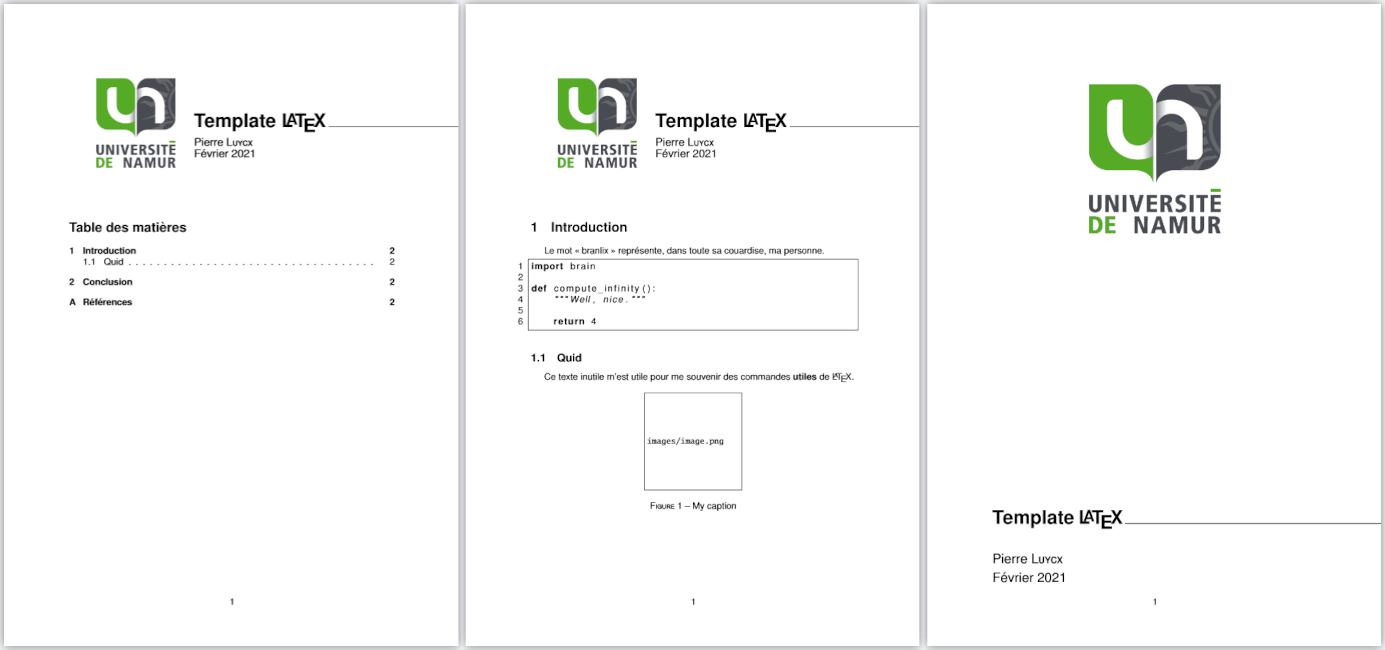 UNIVERSITÉ
DE NAMUR
Template LATEX
Pierre Luycx
Février 2021
Table des matières
1 Introduction 2
1.1 Quid . . . . . . . . . . . . . . . . . . . . . . . . . . . . . . . . . . 2
2 Conclusion 2
A Référendes 2
1
UNIVERSITÉ
DE NAMUR
Template LATEX
Pierre Luycx
Février 2021
1 Introduction
Le mot « branlix » représente, dans toute sa couardise, ma personne.
1 import brain
2
3 def compute_infinity():
4 """Well, nice."""
5
6 return 4
1.1 Quid
Ce texte inutile m'est utile pour me souvenir des commandes utiles de LATEX.
images/image.png
Figure 1 – My caption
1
UNIVERSITÉ
DE NAMUR
Template LATEX
Pierre Luycx
Février 2021
1